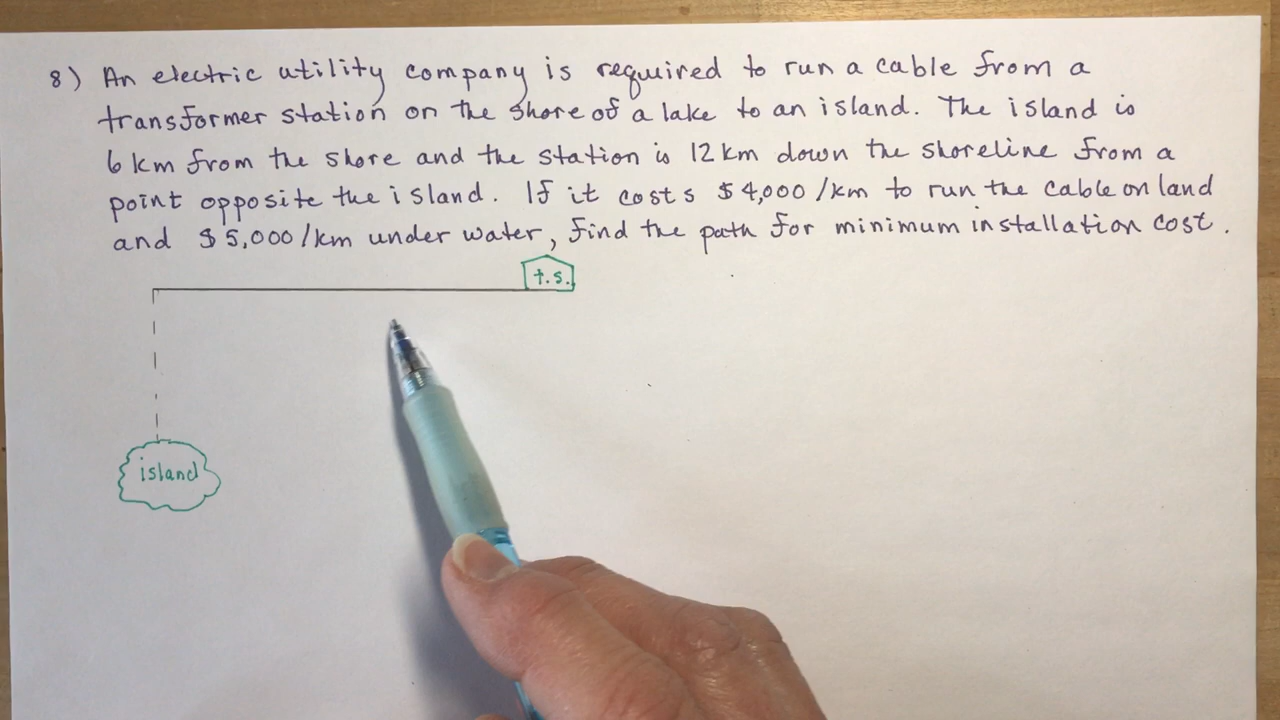 8) An electric utility company is required to run a cable from a
transformer station on the shore of a lake to an island. The island is
6 km from the shore and the station is 12 km down the shoreline from a
point opposite the island. If it costs $4,000/km to run the cable on land
and $5,000/km under water, find the path for minimum installation cost.
t.s.
island